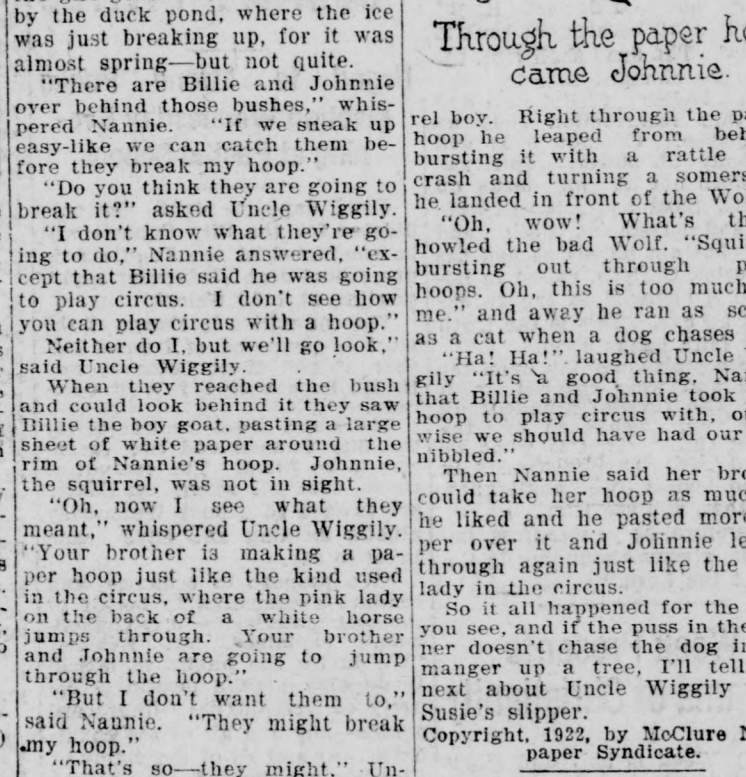 by the duck pond, where the ice
was just breaking up, for it was
almost spring—but not quite.
"There are Billie and Johnnie
over behind those bushes," whis-
pered Nannie. "If we sneak up
easy-like we can catch them be-
fore they break my hoop."
"Do you think they are going to
break it?" asked Uncle Wiggily.
"I don't know what they're go-
ing to do," Nannie answered, "ex-
cept that Billie said he was going
to play circus. I don't see how
you can play circus with a hoop."
Neither do I, but we'll go look,"
said Uncle Wiggily.
When they reached the bush
and could look behind it they saw
Billie the boy goat, pasting a large
sheet of white paper around the
rim of Nannie's hoop. Johnnie,
the squirrel, was not in sight.
"Oh, now I see what they
meant," whispered Uncle Wiggily.
"Your brother is making a pa-
per hoop just like the kind used
in the circus, where the pink lady
on the back of a white horse
jumps through. Your brother
and Johnnie are going to jump
through the hoop."
"But I don't want them to,"
said Nannie. "They might break
my hoop."
"That's so—they might," Un-
Through the paper
came Johnnie.
rel boy. Right through the
hoop he leaped from
bursting it with a rattle
crash and turning a
he landed in front of the
"Oh, wow! What's
howled the bad Wolf.
bursting out through
hoops. Oh, this is too much
me." and away he ran as
as a cat when a dog chases
"Ha! Ha!" laughed Uncle
gily "It's a good thing,
that Billie and Johnnie took
hoop to play circus with,
wise we should have had our
nibbled."
Then Nannie said her
could take her hoop as
he liked and he pasted
per over it and Johnnie
through again just like the
lady in the circus.
So it all happened for the
you see, and if the puss in the
ner doesn't chase the dog
manger up a tree, I'll tell
next about Uncle Wiggily
Susie's slipper.
Copyright, 1922, by McClure
paper Syndicate.